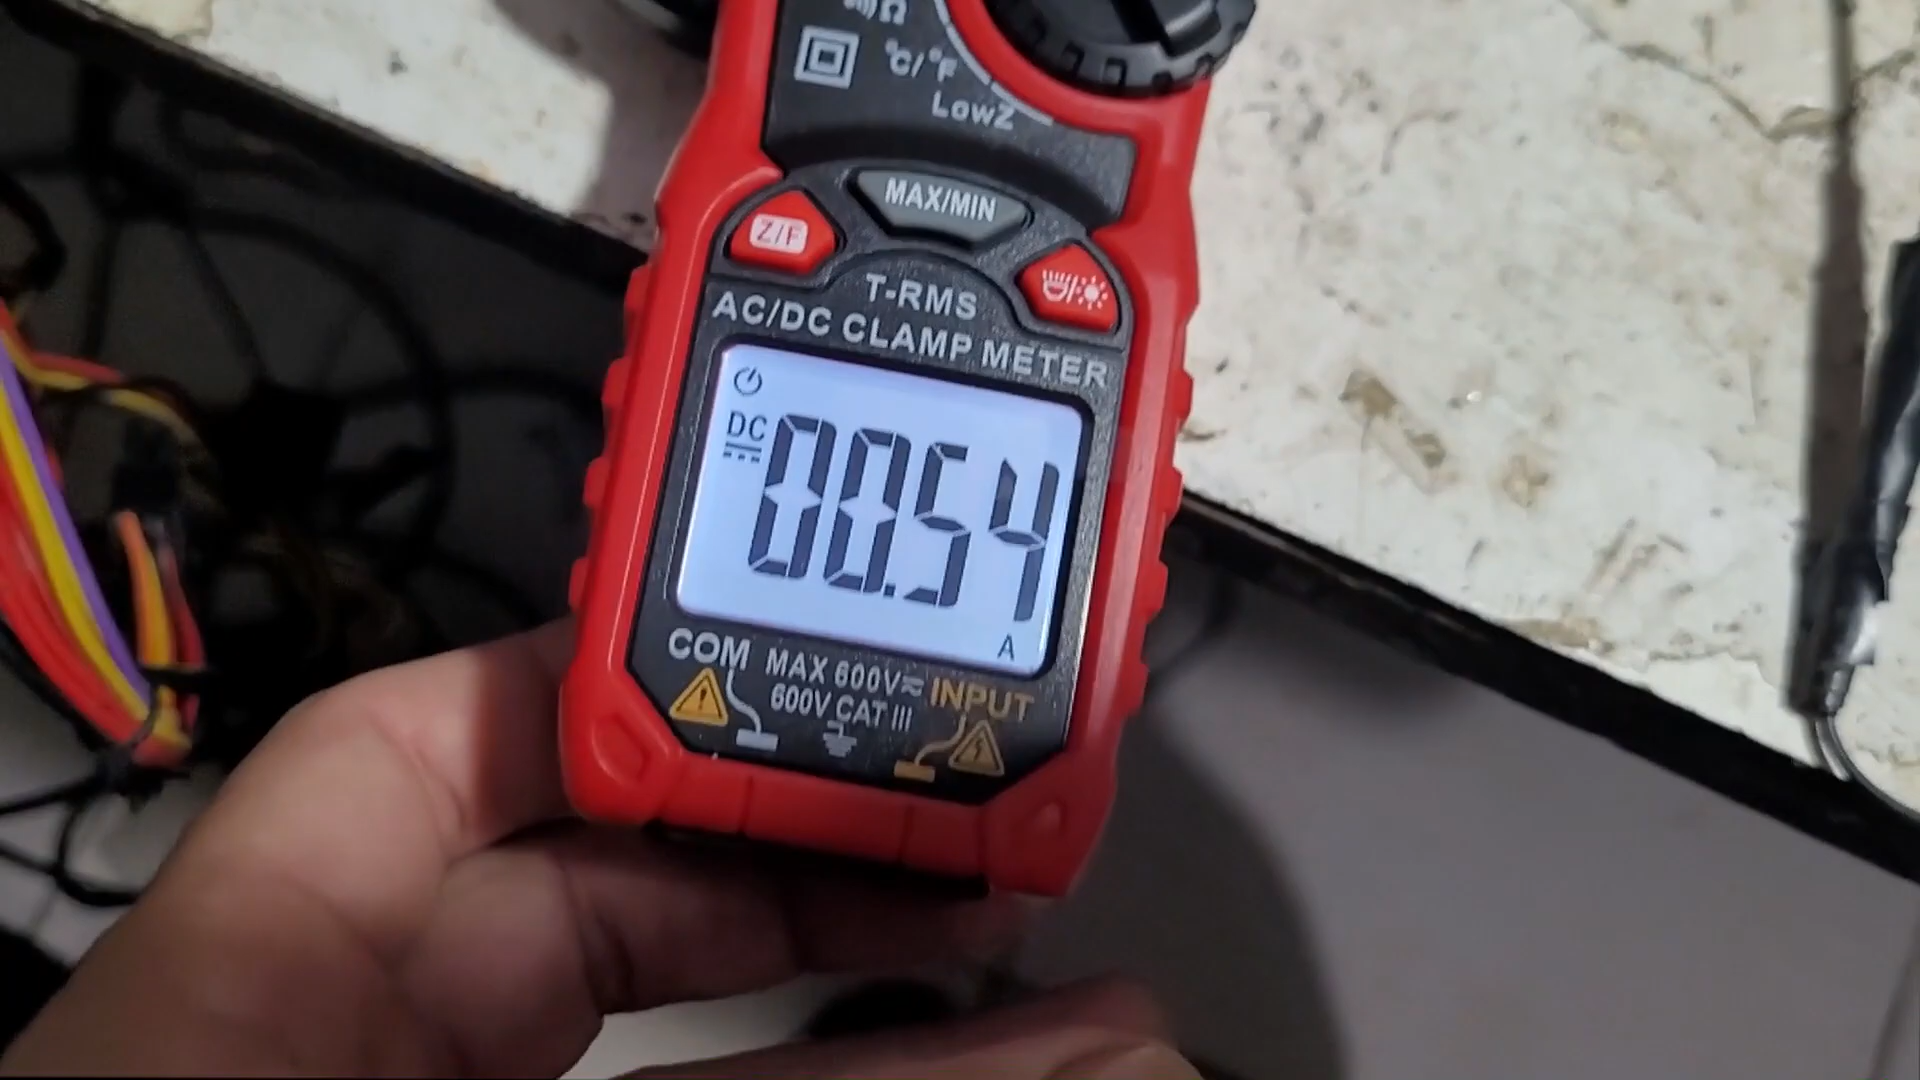 Ω
°C/°F
LowZ
MAX/MIN
Z/F
T-RMS
AC/DC CLAMP METER
DC
00.54
A
COM
MAX 600V
600V CAT III
INPUT